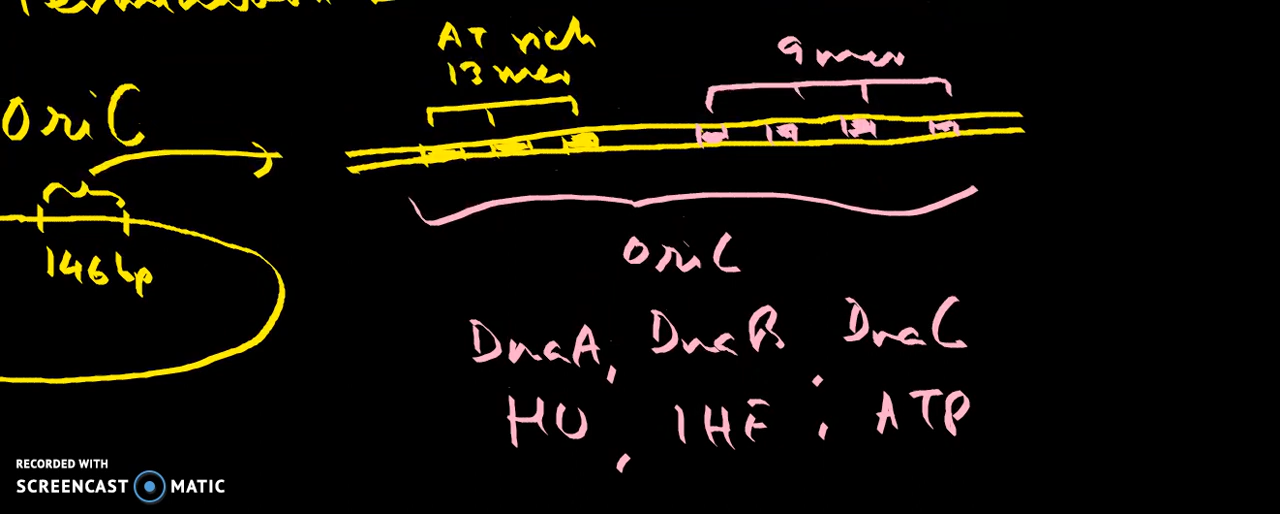 Termination
AT rich
13 mer
9 mer
OriC
146 bp
OriC
DnaA, DnaB DnaC
HU, IHF, ATP
RECORDED WITH
SCREENCAST MATIC